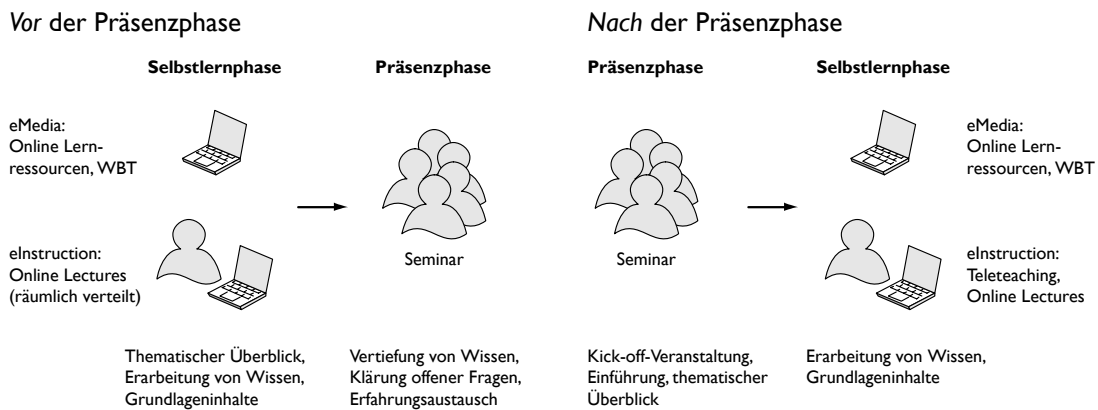 Vor der Präsenzphase
Selbstlernphase
Präsenzphase
eMedia:
Online Lern-
ressourcen, WBT
eInstruction:
Online Lectures
(räumlich verteilt)
Seminar
Thematischer Überblick,
Erarbeitung von Wissen,
Grundlageninhalte
Vertiefung von Wissen,
Klärung offener Fragen,
Erfahrungsaustausch
Nach der Präsenzphase
Präsenzphase
Selbstlernphase
Seminar
eMedia:
Online Lern-
ressourcen, WBT
eInstruction:
Teleteaching,
Online Lectures
Kick-off-Veranstaltung,
Einführung, thematischer
Überblick
Erarbeitung von Wissen,
Grundlageninhalte